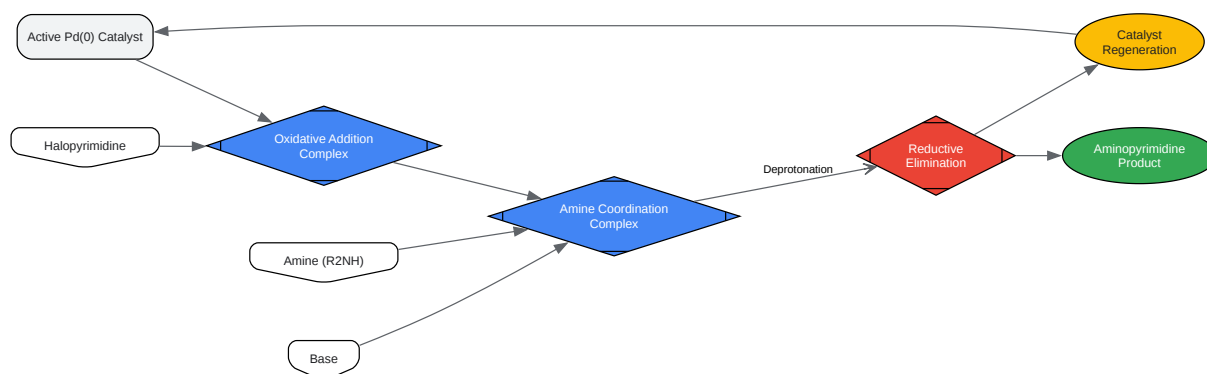 Active Pd(0) Catalyst
Catalyst
Regeneration
Halopyrimidine
Oxidative Addition
Complex
Reductive
Elimination
Aminopyrimidine
Product
Deprotonation
Amine Coordination
Complex
Amine (R2NH)
Base